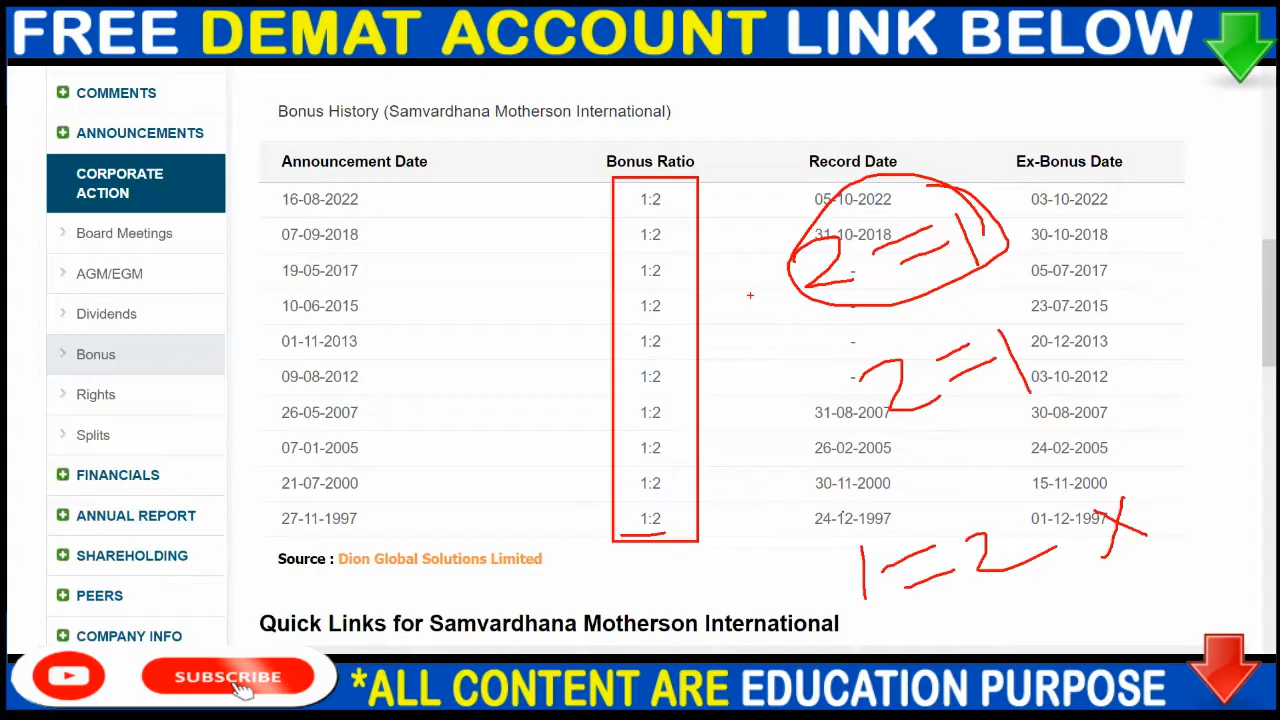 FREE DEMAT ACCOUNT LINK BELOW
COMMENTS
ANNOUNCEMENTS
CORPORATE ACTION
Board Meetings
AGM/EGM
Dividends
Bonus
Rights
Splits
FINANCIALS
ANNUAL REPORT
SHAREHOLDING
PEERS
COMPANY INFO
Bonus History (Samvardhana Motherson International)
Announcement Date Bonus Ratio Record Date Ex-Bonus Date
16-08-2022 1:2 05-10-2022 03-10-2022
07-09-2018 1:2 31-10-2018 30-10-2018
19-05-2017 1:2 - 05-07-2017
10-06-2015 1:2 - 23-07-2015
01-11-2013 1:2 - 20-12-2013
09-08-2012 1:2 - 03-10-2012
26-05-2007 1:2 31-08-2007 30-08-2007
07-01-2005 1:2 26-02-2005 24-02-2005
21-07-2000 1:2 30-11-2000 15-11-2000
27-11-1997 1:2 24-12-1997 01-12-1997
2 = 1
2 = 1
1 = 2 X
Source : Dion Global Solutions Limited
Quick Links for Samvardhana Motherson International
SUBSCRIBE
*ALL CONTENT ARE EDUCATION PURPOSE